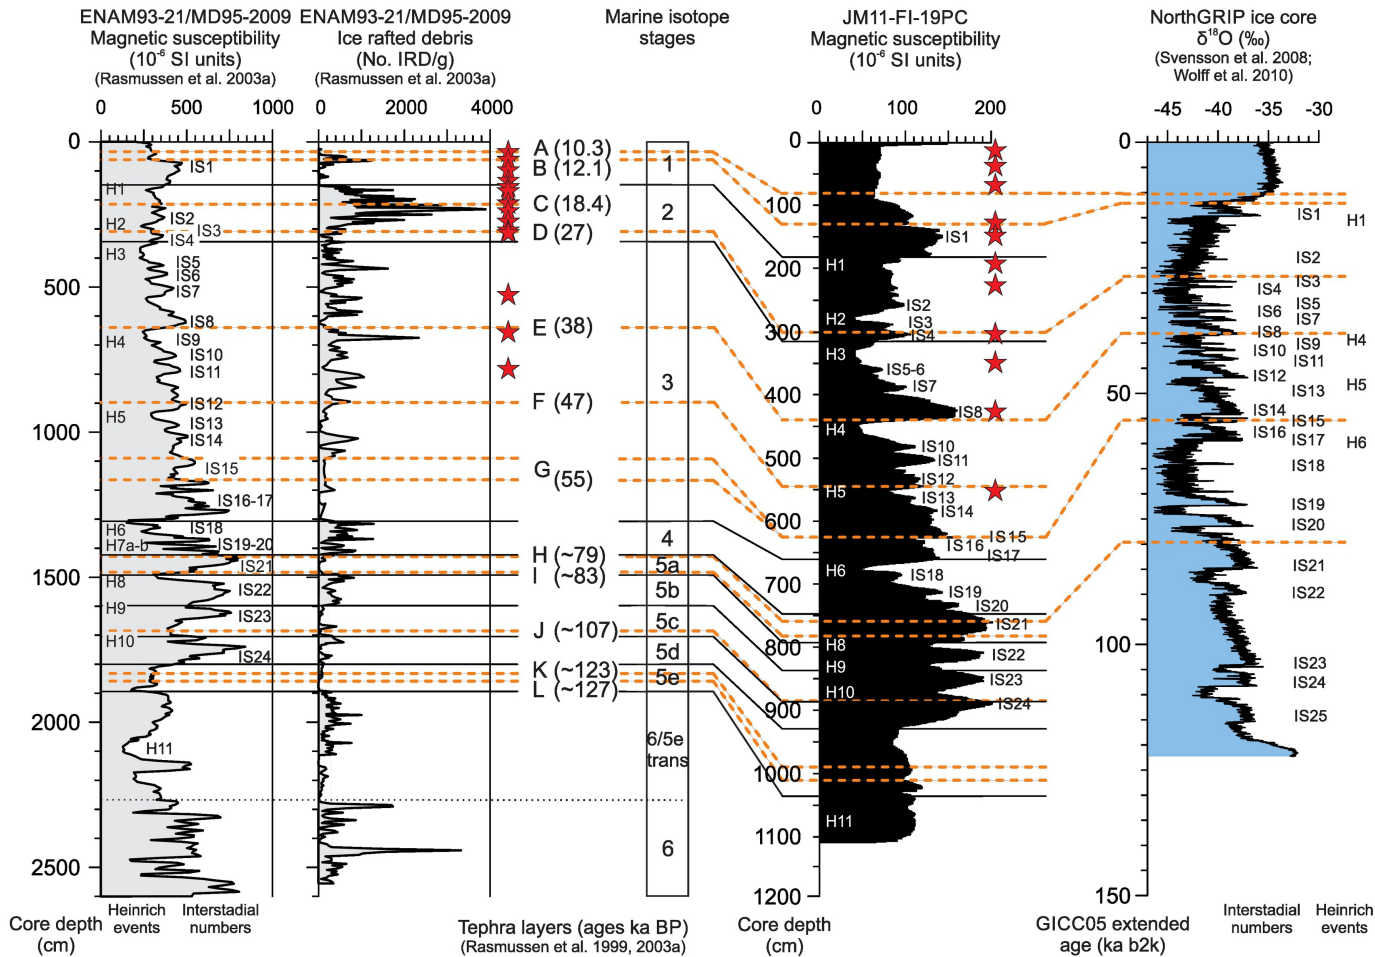 ENAM93-21/MD95-2009
Magnetic susceptibility
(10⁻⁶ SI units)
(Rasmussen et al. 2003a)
0 500 1000
ENAM93-21/MD95-2009
Ice rafted debris
(No. IRD/g)
(Rasmussen et al. 2003a)
0 2000 4000
Marine isotope
stages
JM11-FI-19PC
Magnetic susceptibility
(10⁻⁶ SI units)
0 100 200
NorthGRIP ice core
δ¹⁸O (‰)
(Svensson et al. 2008;
Wolff et al. 2010)
-45 -40 -35 -30
0
500
1000
1500
2000
2500
Core depth
(cm)
H1
H2
H3
H4
H5
H6
H7a-b
H8
H9
H10
H11
IS1
IS2
IS3
IS4
IS5
IS6
IS7
IS8
IS9
IS10
IS11
IS12
IS13
IS14
IS15
IS16-17
IS18
IS19-20
IS21
IS22
IS23
IS24
Heinrich
events
Interstadial
numbers
A (10.3)
B (12.1)
C (18.4)
D (27)
E (38)
F (47)
G
(55)
H (~79)
I (~83)
J (~107)
K (~123)
L (~127)
Tephra layers (ages ka BP)
(Rasmussen et al. 1999, 2003a)
1
2
3
4
5a
5b
5c
5d
5e
6/5e
trans
6
0
100
200
300
400
500
600
700
800
900
1000
1100
1200
Core depth
(cm)
H1
H2
H3
H4
H5
H6
H8
H9
H10
H11
IS1
IS2
IS3
IS4
IS5-6
IS7
IS8
IS10
IS11
IS12
IS13
IS14
IS15
IS16
IS17
IS18
IS19
IS20
IS21
IS22
IS23
IS24
0
50
100
150
GICC05 extended
age (ka b2k)
IS1
IS2
IS3
IS4
IS5
IS6
IS7
IS8
IS9
IS10
IS11
IS12
IS13
IS14
IS15
IS16
IS17
IS18
IS19
IS20
IS21
IS22
IS23
IS24
IS25
Interstadial
numbers
H1
H4
H5
H6
Heinrich
events